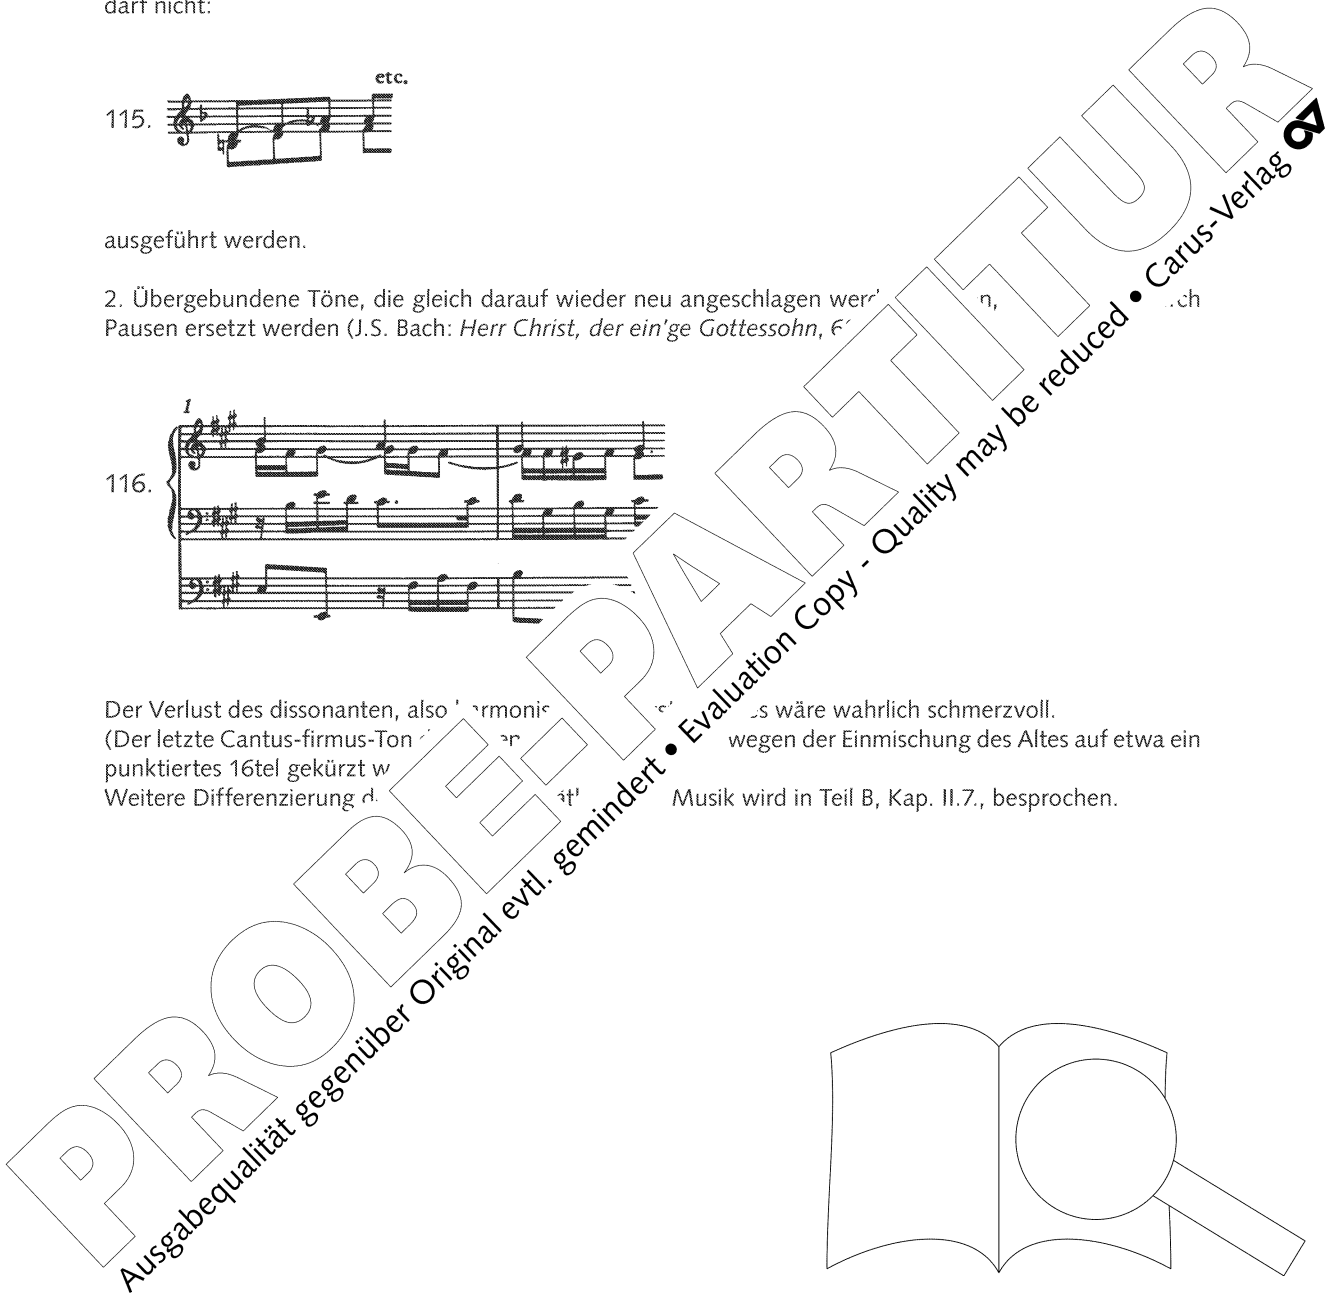 darf nicht:
etc.
115.
ausgeführt werden.
2. Übergebundene Töne, die gleich darauf wieder neu angeschlagen
Pausen ersetzt werden (J.S. Bach: Herr Christ, der ein'ge Gottessohn,
1
116.
Der Verlust des dissonanten, also wäre wahrlich schmerzvoll.
(Der letzte Cantus-firmus-Ton wegen der Einmischung des Altes auf etwa ein
punktiertes 16tel gekürzt
Weitere Differenzierung Musik wird in Teil B, Kap. II.7., besprochen.
PROBE-PARTITUR
Ausgabequalität gegenüber Original evtl. gemindert • Evaluation Copy - Quality may be reduced • Carus-Verlag